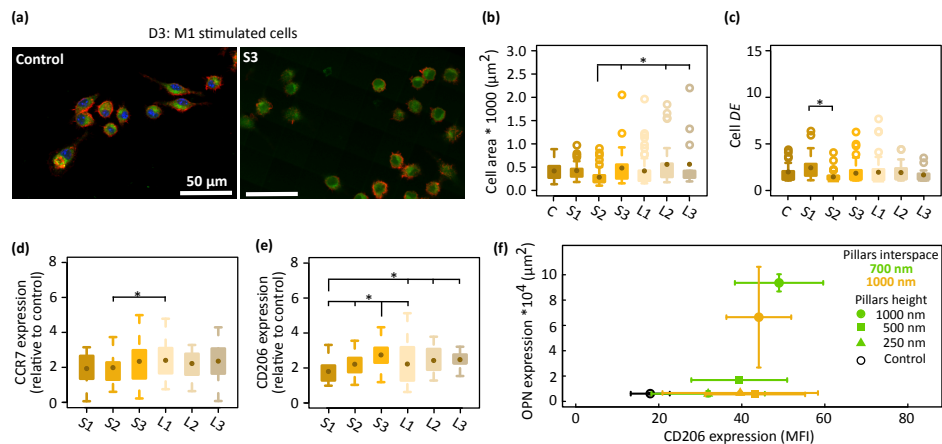 (a)
D3: M1 stimulated cells
Control
S3
50 µm
(b)
Cell area * 1000 (µm²)
3.0
2.5
2.0
1.5
1.0
0.5
0.0
*
C
S1
S2
S3
L1
L2
L3
(c)
Cell DE
15
10
5
0
*
C
S1
S2
S3
L1
L2
L3
(d)
CCR7 expression
(relative to control)
6
4
2
0
*
S1
S2
S3
L1
L2
L3
(e)
CD206 expression
(relative to control)
6
4
2
0
*
*
S1
S2
S3
L1
L2
L3
(f)
OPN expression *10⁴ (µm²)
10
8
6
4
2
0
Pillars interspace
700 nm
1000 nm
Pillars height
1000 nm
500 nm
250 nm
Control
0
20
40
60
80
CD206 expression (MFI)